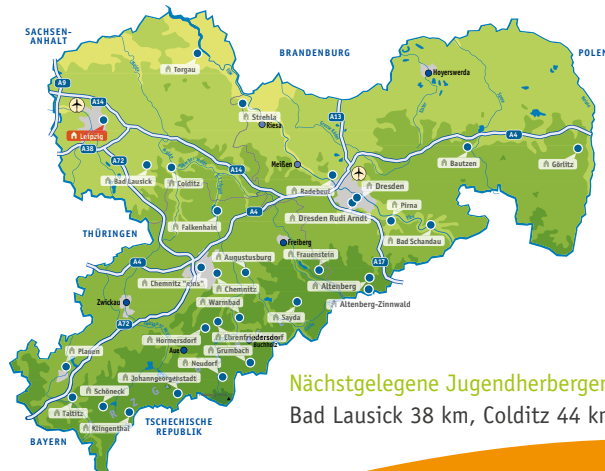 SACHSEN-
ANHALT
BRANDENBURG
POLEN
Torgau
Hoyerswerda
A9
A14
Strehla
Riesa
A13
Leipzig
A4
A38
A72
Meißen
Bautzen
Görlitz
Bad Lausick
Colditz
A14
Radebeul
Dresden
Pirna
Falkenhain
A4
Dresden Rudi Arndt
Bad Schandau
THÜRINGEN
Freiberg
Augustusburg
Frauenstein
A17
A4
Chemnitz "eins"
Chemnitz
Altenberg
Zwickau
Warmbad
Sayda
Altenberg-Zinnwald
A72
Hormersdorf
Ehrenfriedersdorf
Buchholz
Plauen
Aue
Grumbach
Neudorf
Johanngeorgenstadt
Schöneck
Taltitz
Klingenthal
TSCHECHISCHE
REPUBLIK
BAYERN
Nächstgelegene Jugendherbergen
Bad Lausick 38 km, Colditz 44 km